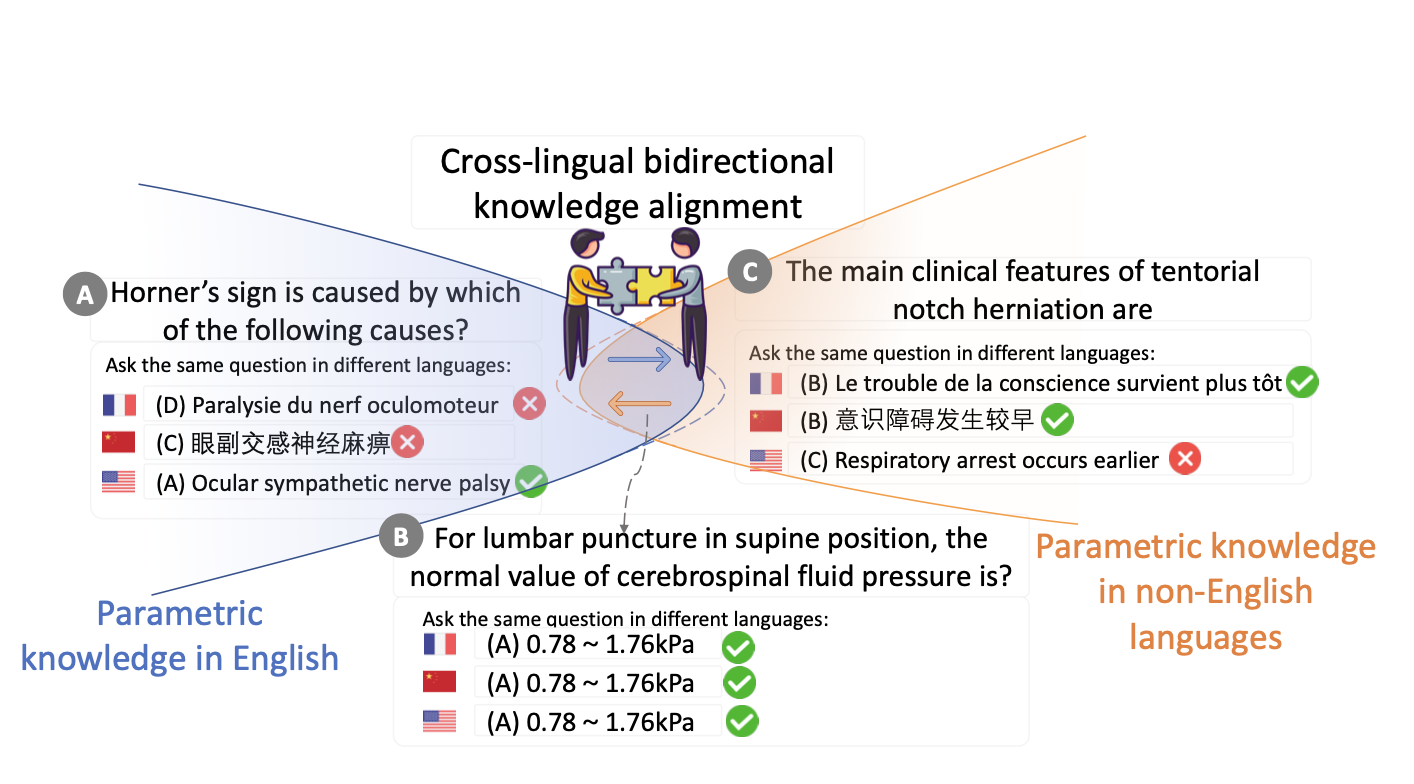 Cross-lingual bidirectional
knowledge alignment
A
Horner’s sign is caused by which
of the following causes?
Ask the same question in different languages:
(D) Paralysie du nerf oculomoteur
(C) 眼副交感神经麻痹
(A) Ocular sympathetic nerve palsy
C
The main clinical features of tentorial
notch herniation are
Ask the same question in different languages:
(B) Le trouble de la conscience survient plus tôt
(B) 意识障碍发生较早
(C) Respiratory arrest occurs earlier
B
For lumbar puncture in supine position, the
normal value of cerebrospinal fluid pressure is?
Ask the same question in different languages:
(A) 0.78 ~ 1.76kPa
(A) 0.78 ~ 1.76kPa
(A) 0.78 ~ 1.76kPa
Parametric
knowledge in English
Parametric knowledge
in non-English
languages